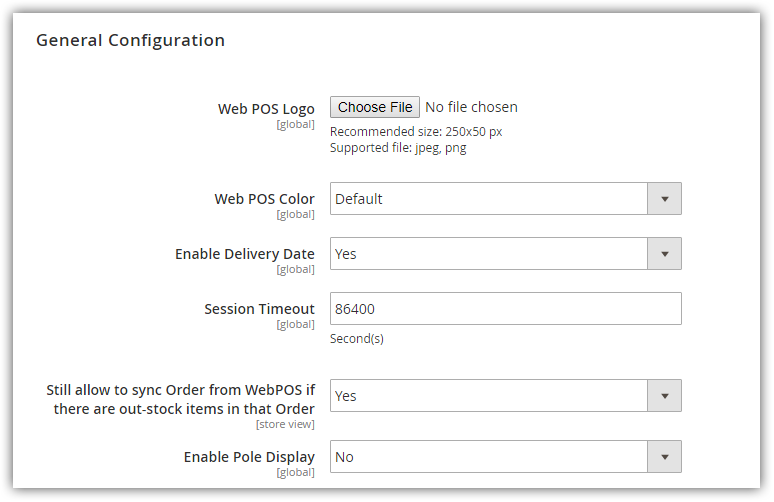 General Configuration
Web POS Logo
[global]
Choose File No file chosen
Recommended size: 250x50 px
Supported file: jpeg, png
Web POS Color
[global]
Default
Enable Delivery Date
[global]
Yes
Session Timeout
[global]
86400
Second(s)
Still allow to sync Order from WebPOS if
there are out-stock items in that Order
[store view]
Yes
Enable Pole Display
[global]
No